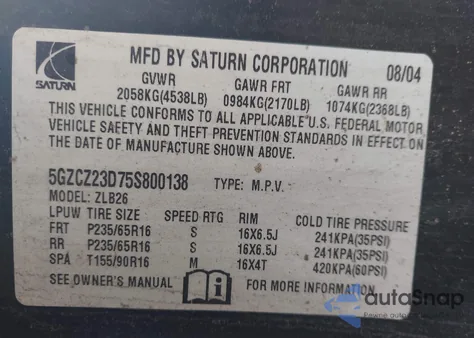 MFD BY SATURN CORPORATION 08/04
SATURN
GVWR GAWR FRT GAWR RR
2058KG(4538LB) 0984KG(2170LB) 1074KG(2368LB)
THIS VEHICLE CONFORMS TO ALL APPLICABLE U.S. FEDERAL MOTOR
VEHICLE SAFETY AND THEFT PREVENTION STANDARDS IN EFFECT ON
THE DATE OF MANUFACTURE SHOWN ABOVE.
5GZCZ23D75S800138 TYPE: M.P.V.
MODEL: ZLB26
LPUW TIRE SIZE SPEED RTG RIM COLD TIRE PRESSURE
FRT P235/65R16 S 16X6.5J 241KPA(35PSI)
RR P235/65R16 S 16X6.5J 241KPA(35PSI)
SPA T155/90R16 M 16X4T 420KPA(60PSI)
SEE OWNER'S MANUAL FOR MORE INFORMATION
autoSnap